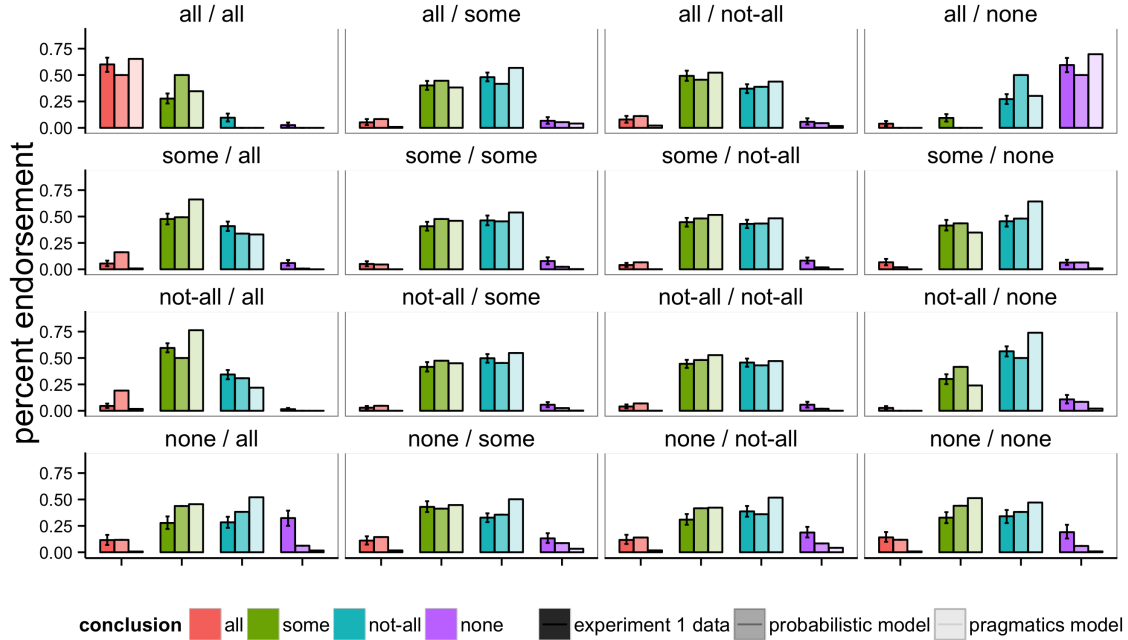 all / all
all / some
all / not-all
all / none
0.75
0.50
0.25
0.00
some / all
some / some
some / not-all
some / none
0.75
0.50
0.25
0.00
not-all / all
not-all / some
not-all / not-all
not-all / none
0.75
0.50
0.25
0.00
none / all
none / some
none / not-all
none / none
0.75
0.50
0.25
0.00
percent endorsement
conclusion all some not-all none experiment 1 data probabilistic model pragmatics model